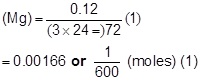 (Mg) = 0.12 / (3 × 24 =) 72 (1)
= 0.00166 or 1/600 (moles) (1)